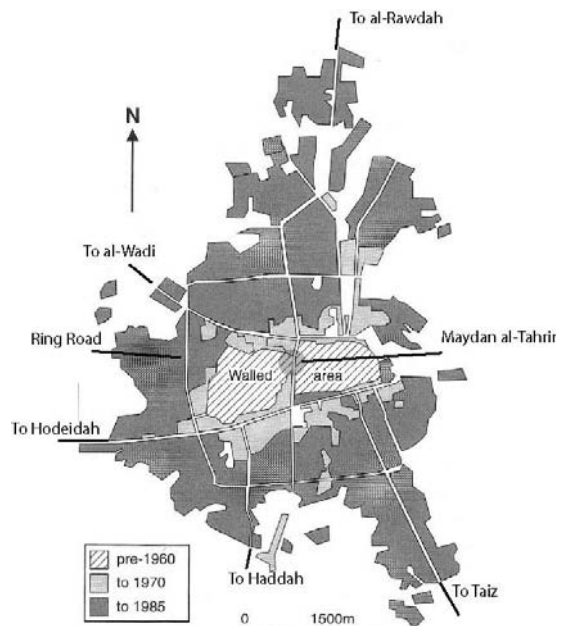 To al-Rawdah
N
To al-Wadi
Ring Road
Maydan al-Tahrir
Walled area
To Hodeidah
pre-1960
to 1970
to 1985
To Haddah
To Taiz
0 1500m